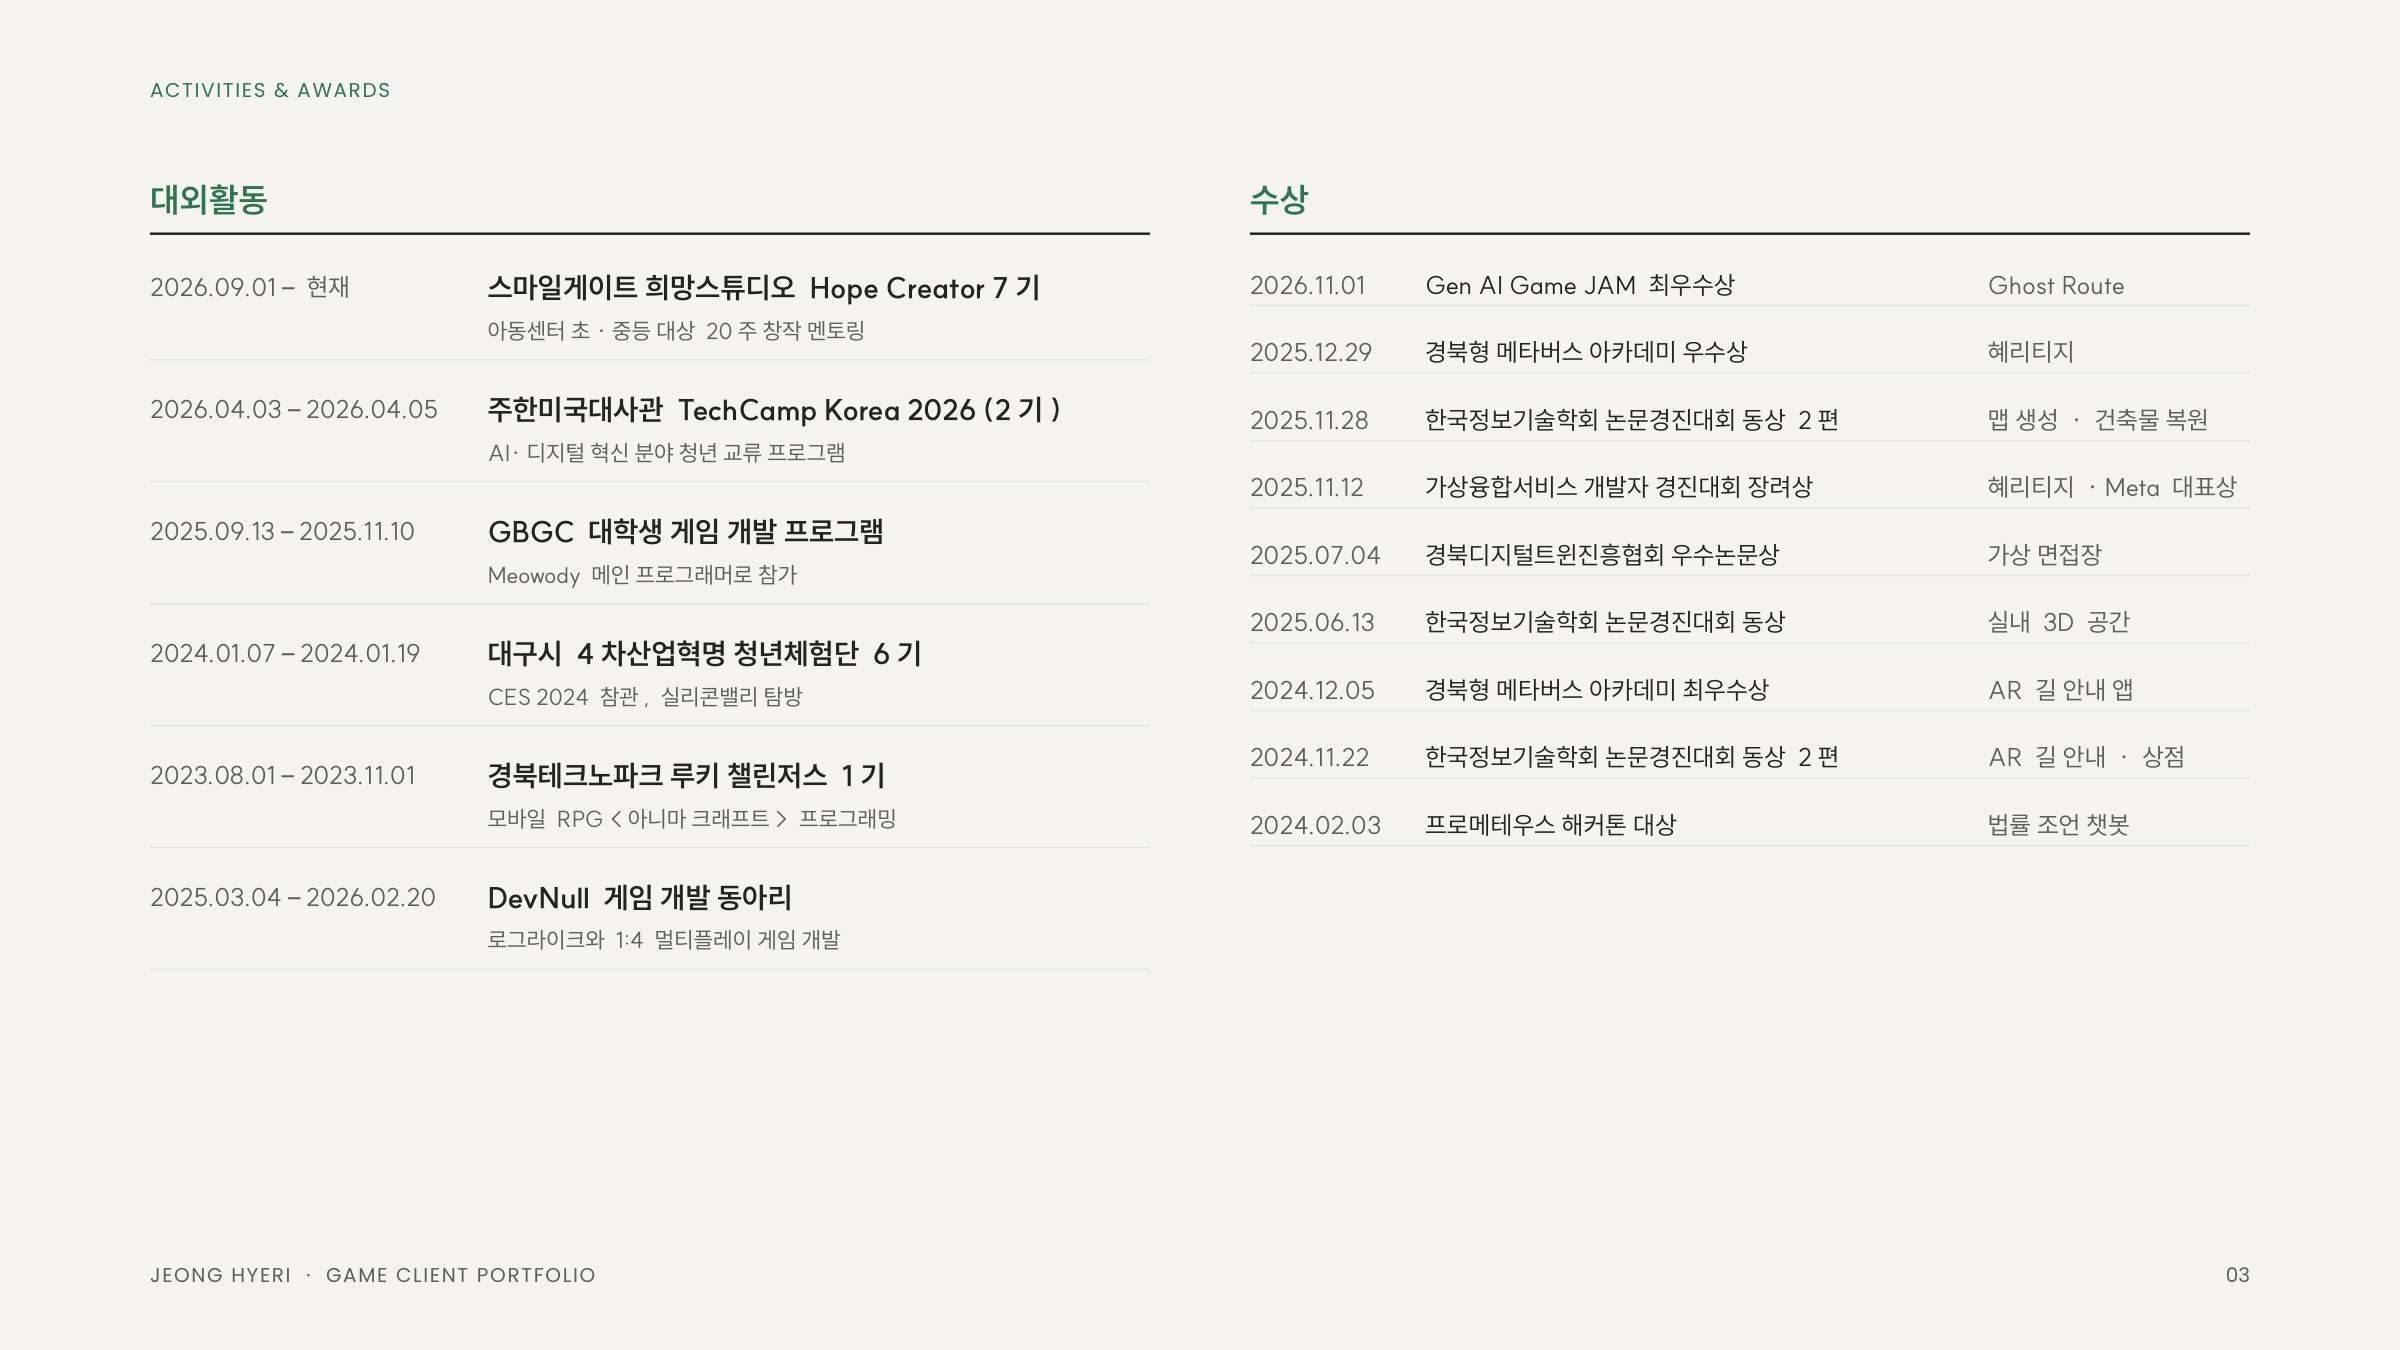 ACTIVITIES & AWARDS
대외활동
2026.09.01 – 현재 스마일게이트 희망스튜디오 Hope Creator 7 기
아동센터 초 · 중등 대상 20 주 창작 멘토링
2026.04.03 – 2026.04.05 주한미국대사관 TechCamp Korea 2026 (2 기 )
AI· 디지털 혁신 분야 청년 교류 프로그램
2025.09.13 – 2025.11.10 GBGC 대학생 게임 개발 프로그램
Meowody 메인 프로그래머로 참가
2024.01.07 – 2024.01.19 대구시 4 차산업혁명 청년체험단 6 기
CES 2024 참관 , 실리콘밸리 탐방
2023.08.01 – 2023.11.01 경북테크노파크 루키 챌린저스 1 기
모바일 RPG < 아니마 크래프트 > 프로그래밍
2025.03.04 – 2026.02.20 DevNull 게임 개발 동아리
로그라이크와 1:4 멀티플레이 게임 개발
수상
2026.11.01 Gen AI Game JAM 최우수상 Ghost Route
2025.12.29 경북형 메타버스 아카데미 우수상 헤리티지
2025.11.28 한국정보기술학회 논문경진대회 동상 2 편 맵 생성 · 건축물 복원
2025.11.12 가상융합서비스 개발자 경진대회 장려상 헤리티지 · Meta 대표상
2025.07.04 경북디지털트윈진흥협회 우수논문상 가상 면접장
2025.06.13 한국정보기술학회 논문경진대회 동상 실내 3D 공간
2024.12.05 경북형 메타버스 아카데미 최우수상 AR 길 안내 앱
2024.11.22 한국정보기술학회 논문경진대회 동상 2 편 AR 길 안내 · 상점
2024.02.03 프로메테우스 해커톤 대상 법률 조언 챗봇
JEONG HYERI · GAME CLIENT PORTFOLIO
03